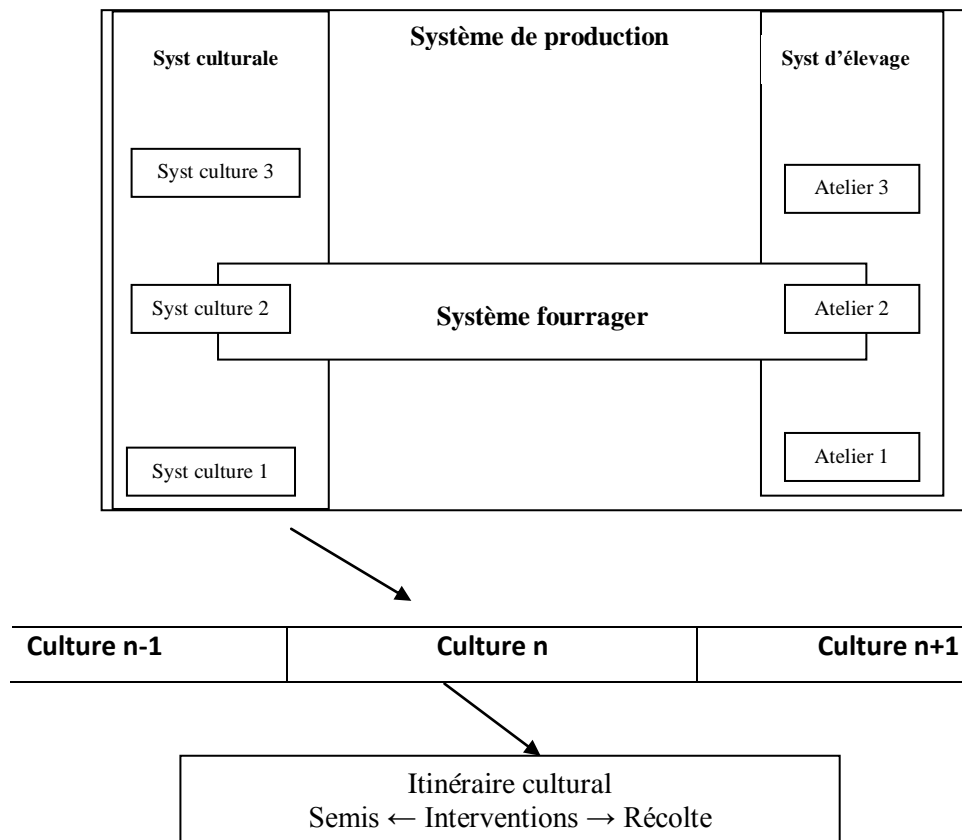 Système de production
Syst culturale
Syst d'élevage
Syst culture 3
Atelier 3
Syst culture 2
Système fourrager
Atelier 2
Syst culture 1
Atelier 1
Culture n-1
Culture n
Culture n+1
Itinéraire cultural
Semis ← Interventions → Récolte